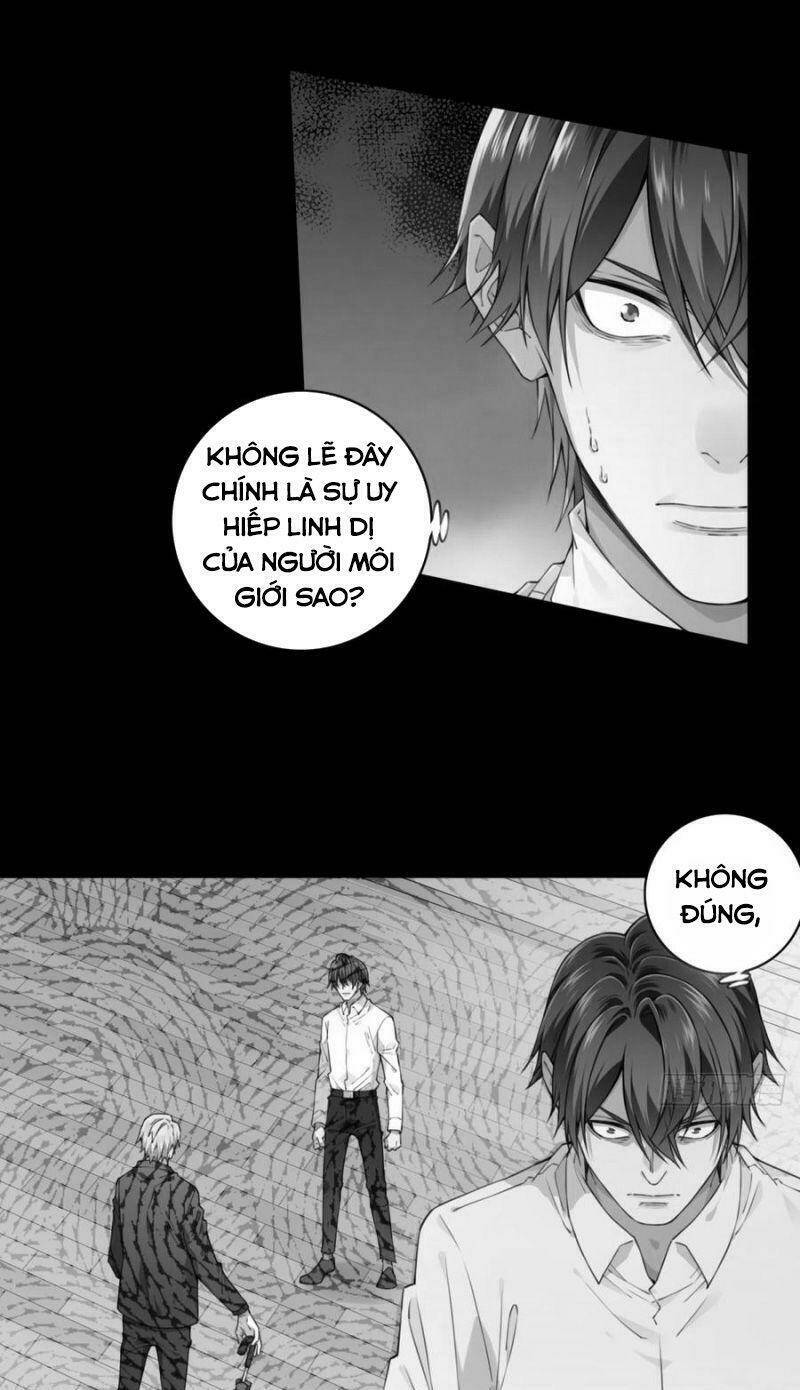 KHÔNG LẼ ĐÂY
CHÍNH LÀ SỰ UY
HIẾP LINH DỊ
CỦA NGƯỜI MÔI
GIỚI SAO?
KHÔNG
ĐÚNG,